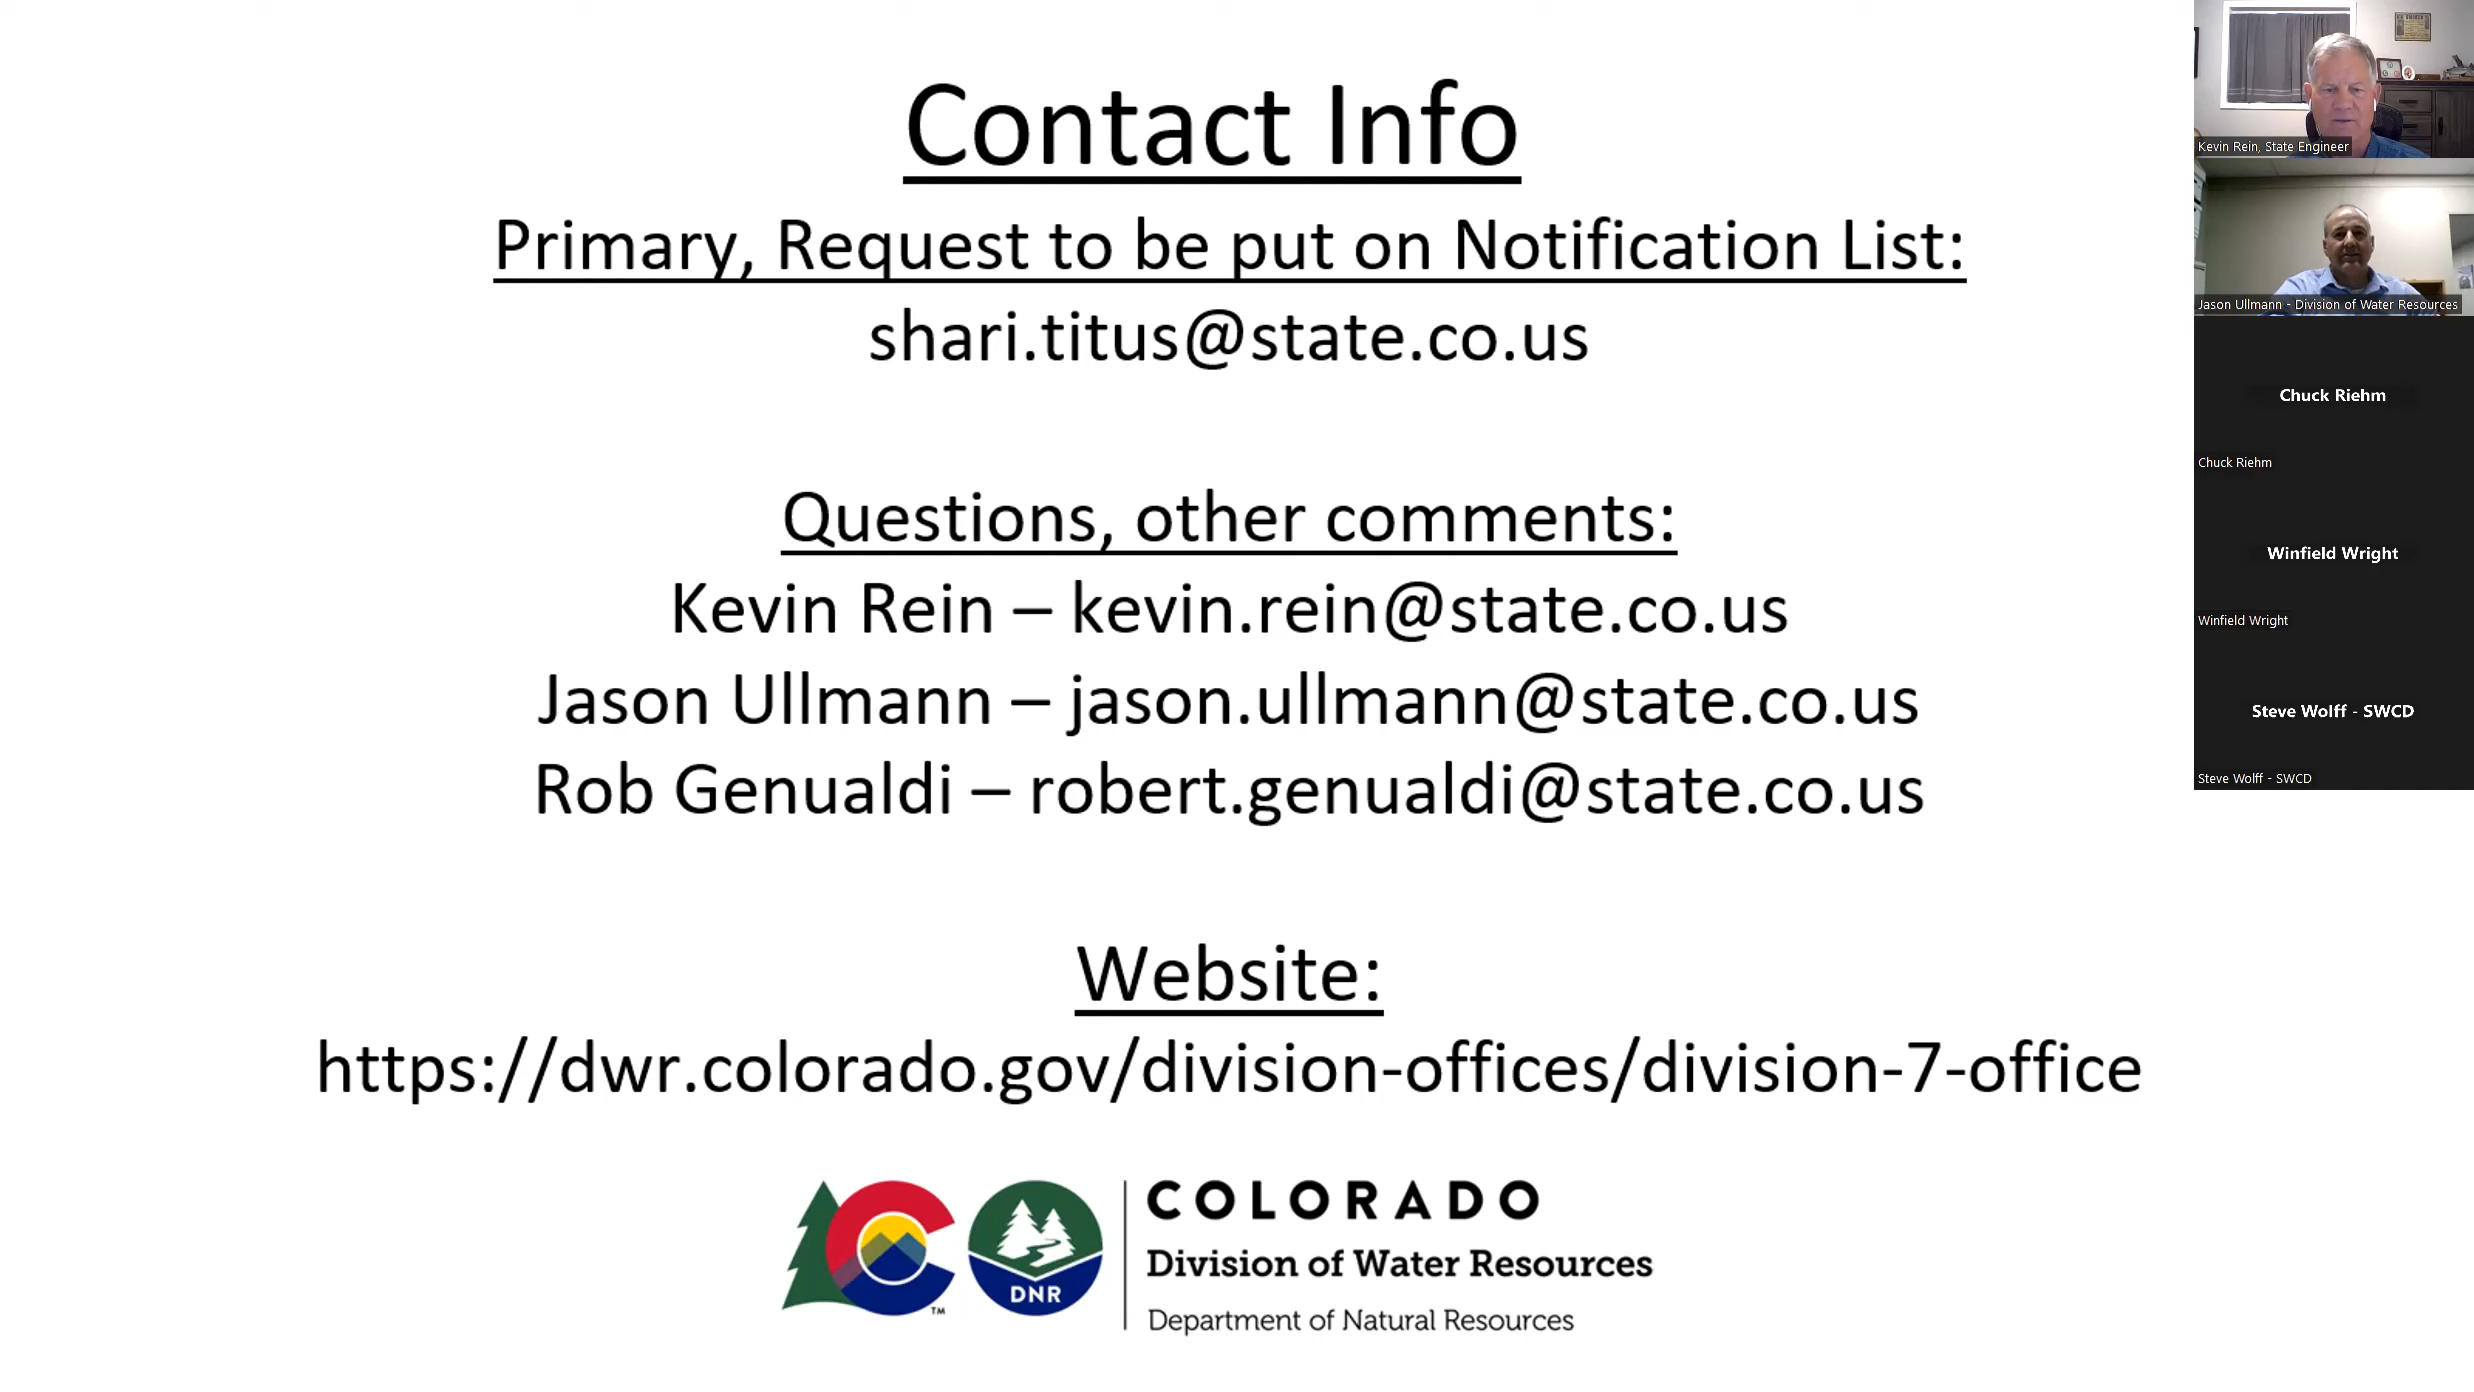 Contact Info
Primary, Request to be put on Notification List:
shari.titus@state.co.us
Questions, other comments:
Kevin Rein – kevin.rein@state.co.us
Jason Ullmann – jason.ullmann@state.co.us
Rob Genualdi – robert.genualdi@state.co.us
Website:
https://dwr.colorado.gov/division-offices/division-7-office
TM
DNR
COLORADO
Division of Water Resources
Department of Natural Resources
Kevin Rein, State Engineer
Jason Ullmann - Division of Water Resources
Chuck Riehm
Chuck Riehm
Winfield Wright
Winfield Wright
Steve Wolff - SWCD
Steve Wolff - SWCD